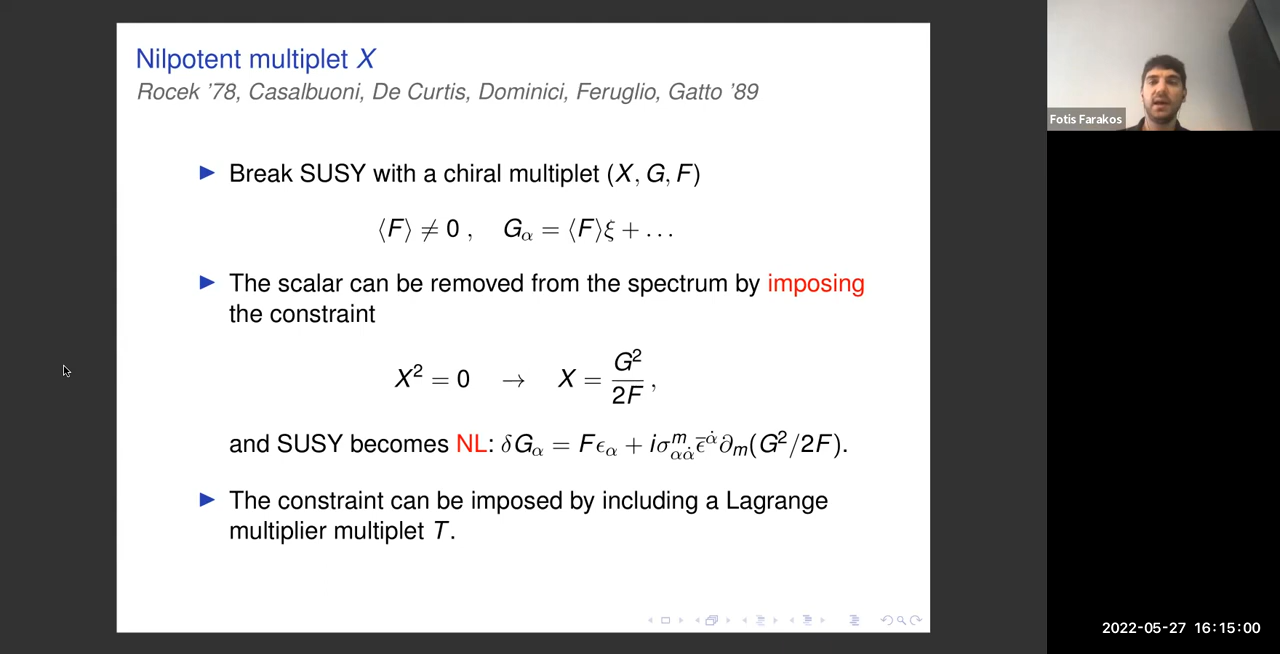 Nilpotent multiplet X
Rocek '78, Casalbuoni, De Curtis, Dominici, Feruglio, Gatto '89
▶ Break SUSY with a chiral multiplet (X, G, F)
⟨F⟩ ≠ 0 , G_α = ⟨F⟩ξ + . . .
▶ The scalar can be removed from the spectrum by imposing
the constraint
X² = 0 → X = G²/2F ,
and SUSY becomes NL: δG_α = Fϵ_α + iσ^m_{αα̇} ϵ̄^{α̇} ∂_m(G²/2F).
▶ The constraint can be imposed by including a Lagrange
multiplier multiplet T.
Fotis Farakos
2022-05-27 16:15:00